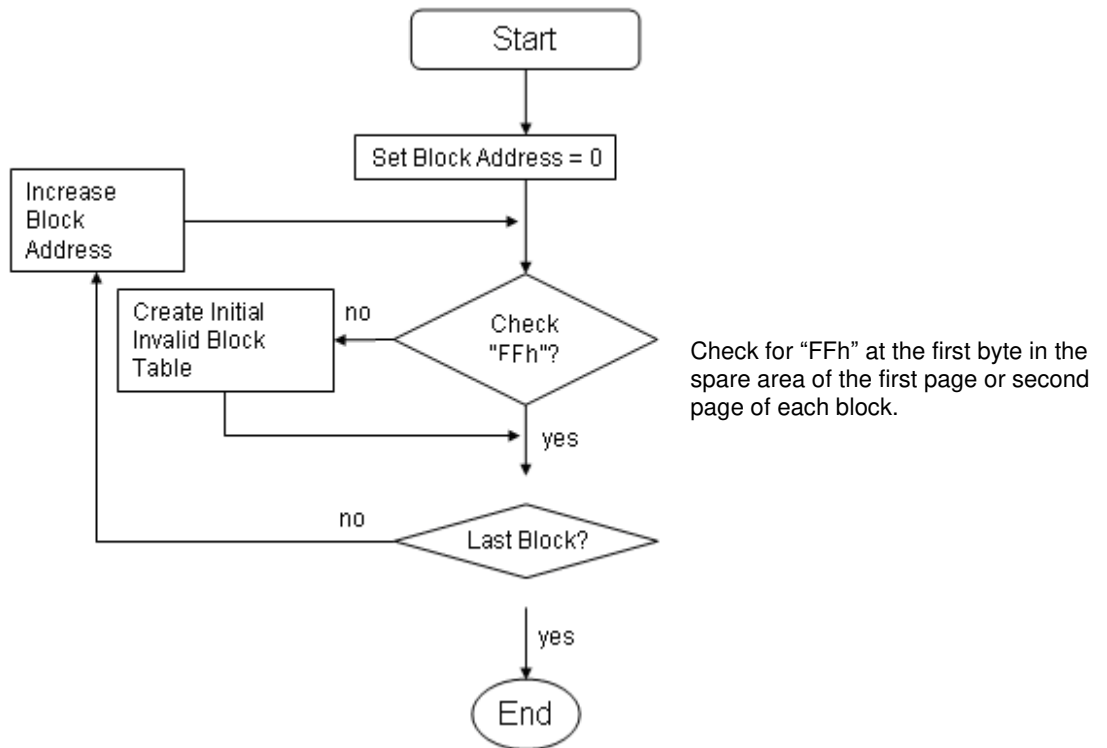 Start
Set Block Address = 0
Increase
Block
Address
Create Initial
Invalid Block
Table
no
Check
"FFh"?
Check for “FFh” at the first byte in the
spare area of the first page or second
page of each block.
yes
no
Last Block?
yes
End